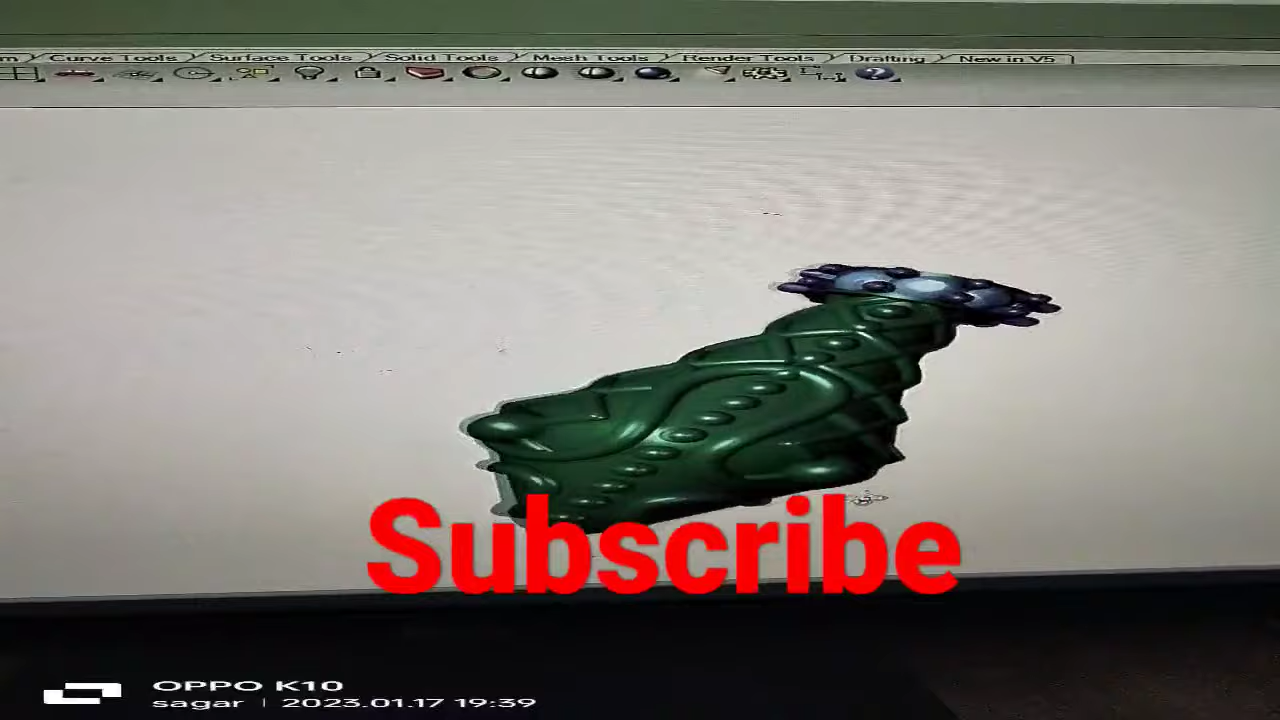 Curve Tools Surface Tools Solid Tools Mesh Tools Render Tools Drafting New in V5
Subscribe
OPPO K10
sagar | 2023.01.17 19:39